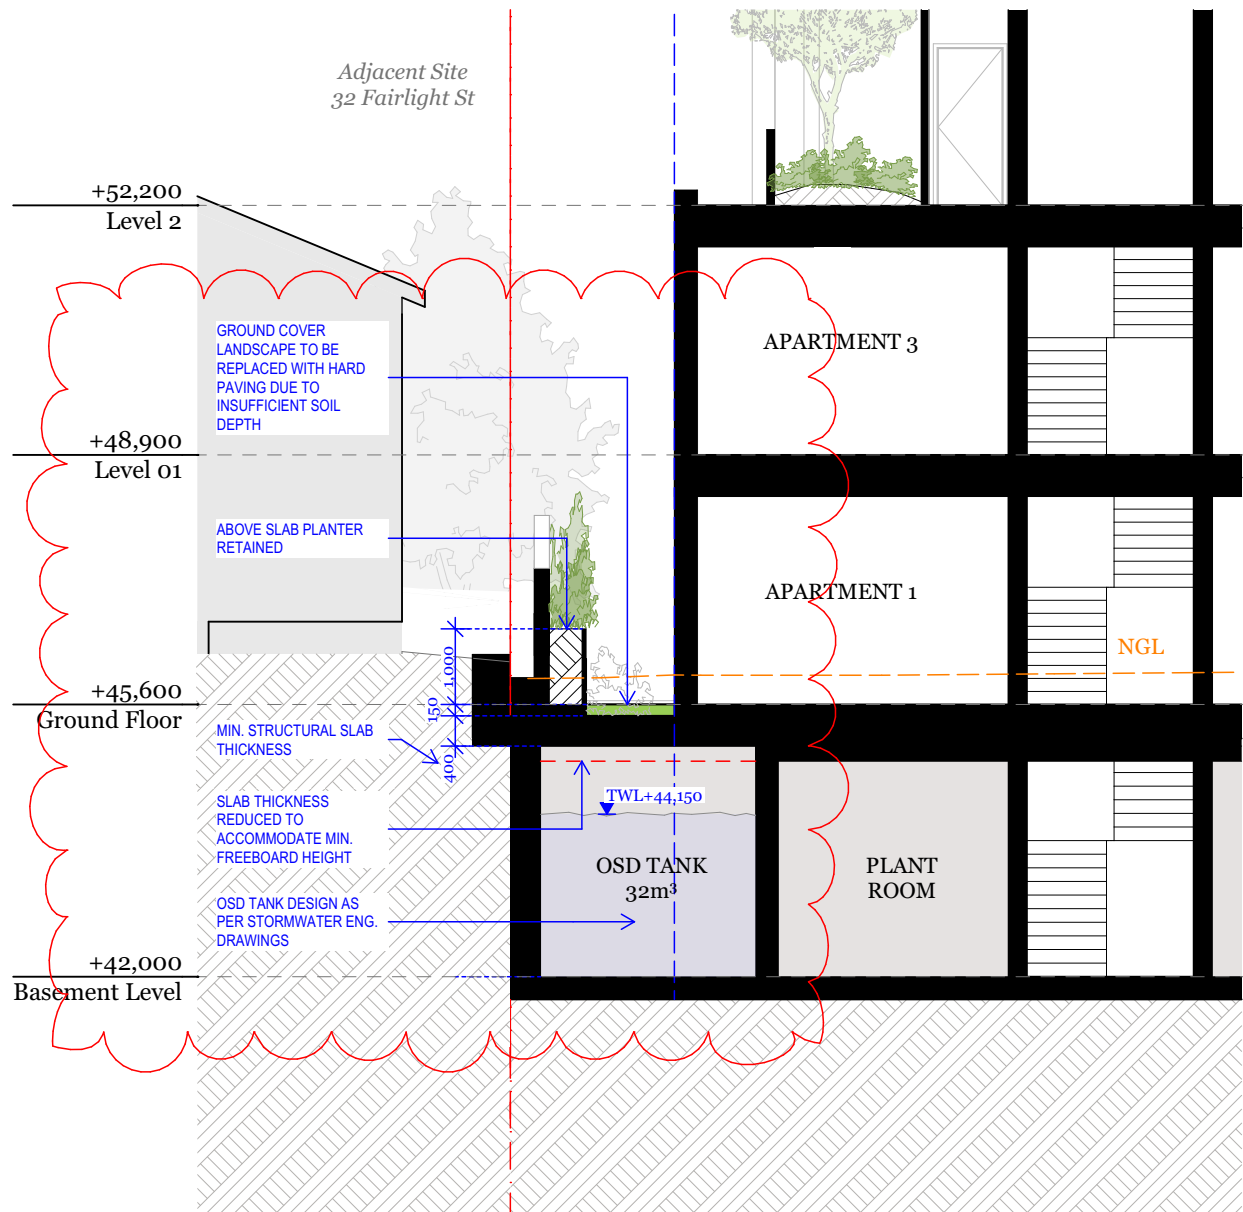 Adjacent Site
32 Fairlight St
+52,200
Level 2
GROUND COVER
LANDSCAPE TO BE
REPLACED WITH HARD
PAVING DUE TO
INSUFFICIENT SOIL
DEPTH
APARTMENT 3
+48,900
Level 01
ABOVE SLAB PLANTER
RETAINED
APARTMENT 1
NGL
1,000
150
400
+45,600
Ground Floor
MIN. STRUCTURAL SLAB
THICKNESS
SLAB THICKNESS
REDUCED TO
ACCOMMODATE MIN.
FREEBOARD HEIGHT
TWL+44,150
OSD TANK
32m³
PLANT
ROOM
OSD TANK DESIGN AS
PER STORMWATER ENG.
DRAWINGS
+42,000
Basement Level